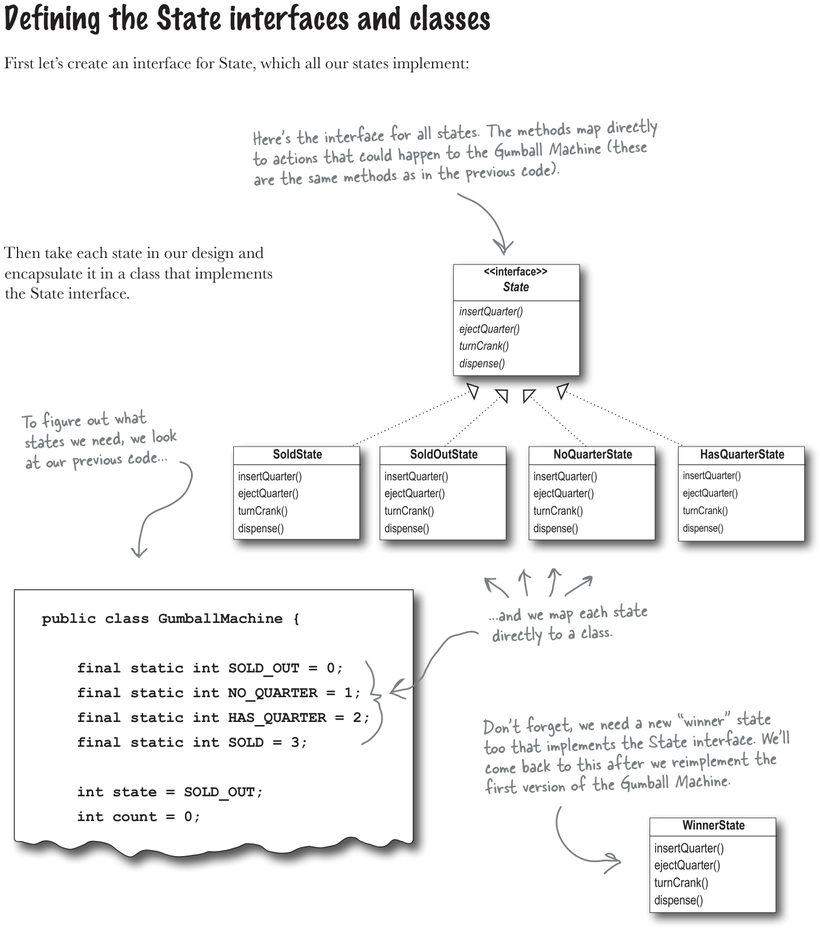 Defining the State interfaces and classes
First let's create an interface for State, which all our states implement:
Here's the interface for all states. The methods map directly
to actions that could happen to the Gumball Machine (these
are the same methods as in the previous code).
Then take each state in our design and
encapsulate it in a class that implements
the State interface.
<<interface>>
State
insertQuarter()
ejectQuarter()
turnCrank()
dispense()
To figure out what
states we need, we look
at our previous code...
SoldState
insertQuarter()
ejectQuarter()
turnCrank()
dispense()
SoldOutState
insertQuarter()
ejectQuarter()
turnCrank()
dispense()
NoQuarterState
insertQuarter()
ejectQuarter()
turnCrank()
dispense()
HasQuarterState
insertQuarter()
ejectQuarter()
turnCrank()
dispense()
...and we map each state
directly to a class.
public class GumballMachine {
final static int SOLD_OUT = 0;
final static int NO_QUARTER = 1;
final static int HAS_QUARTER = 2;
final static int SOLD = 3;
int state = SOLD_OUT;
int count = 0;
Don't forget, we need a new "winner" state
too that implements the State interface. We'll
come back to this after we reimplement the
first version of the Gumball Machine.
WinnerState
insertQuarter()
ejectQuarter()
turnCrank()
dispense()